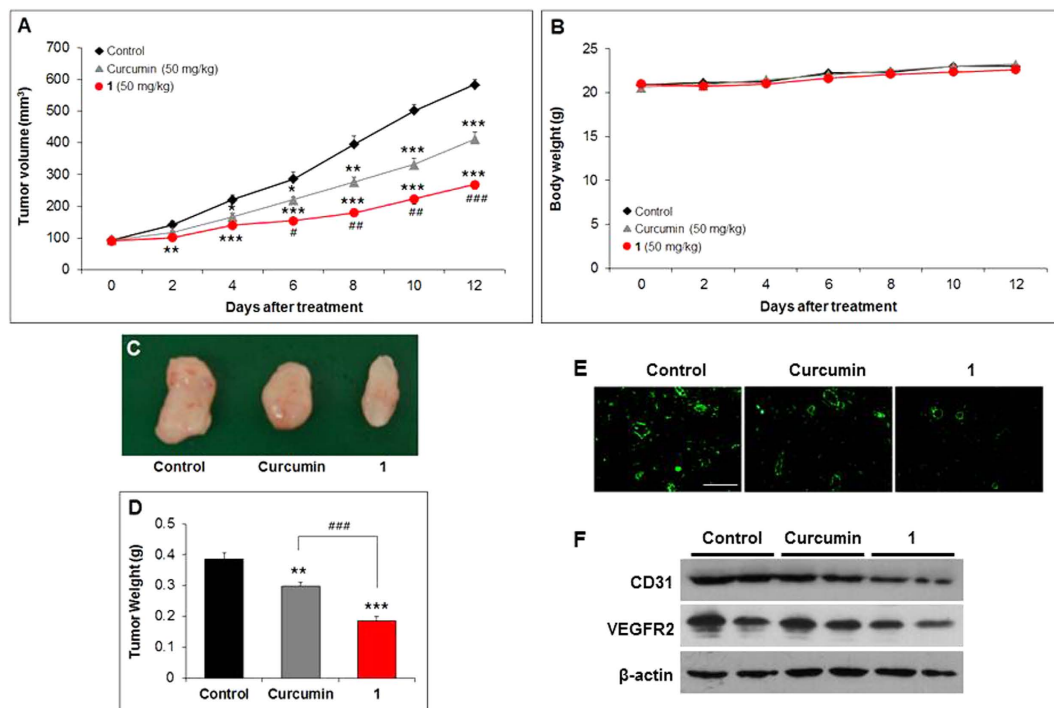 A
Tumor volume (mm³)
700
600
500
400
300
200
100
0
Control
Curcumin (50 mg/kg)
1 (50 mg/kg)
** * *** * *** # ** *** ## *** *** ## *** *** ###
0 2 4 6 8 10 12
Days after treatment
B
Body weight (g)
25
20
15
10
5
0
Control
Curcumin (50 mg/kg)
1 (50 mg/kg)
0 2 4 6 8 10 12
Days after treatment
C
Control Curcumin 1
D
Tumor Weight (g)
0.5
0.4
0.3
0.2
0.1
0
###
**
***
Control Curcumin 1
E
Control Curcumin 1
F
Control Curcumin 1
CD31
VEGFR2
β-actin